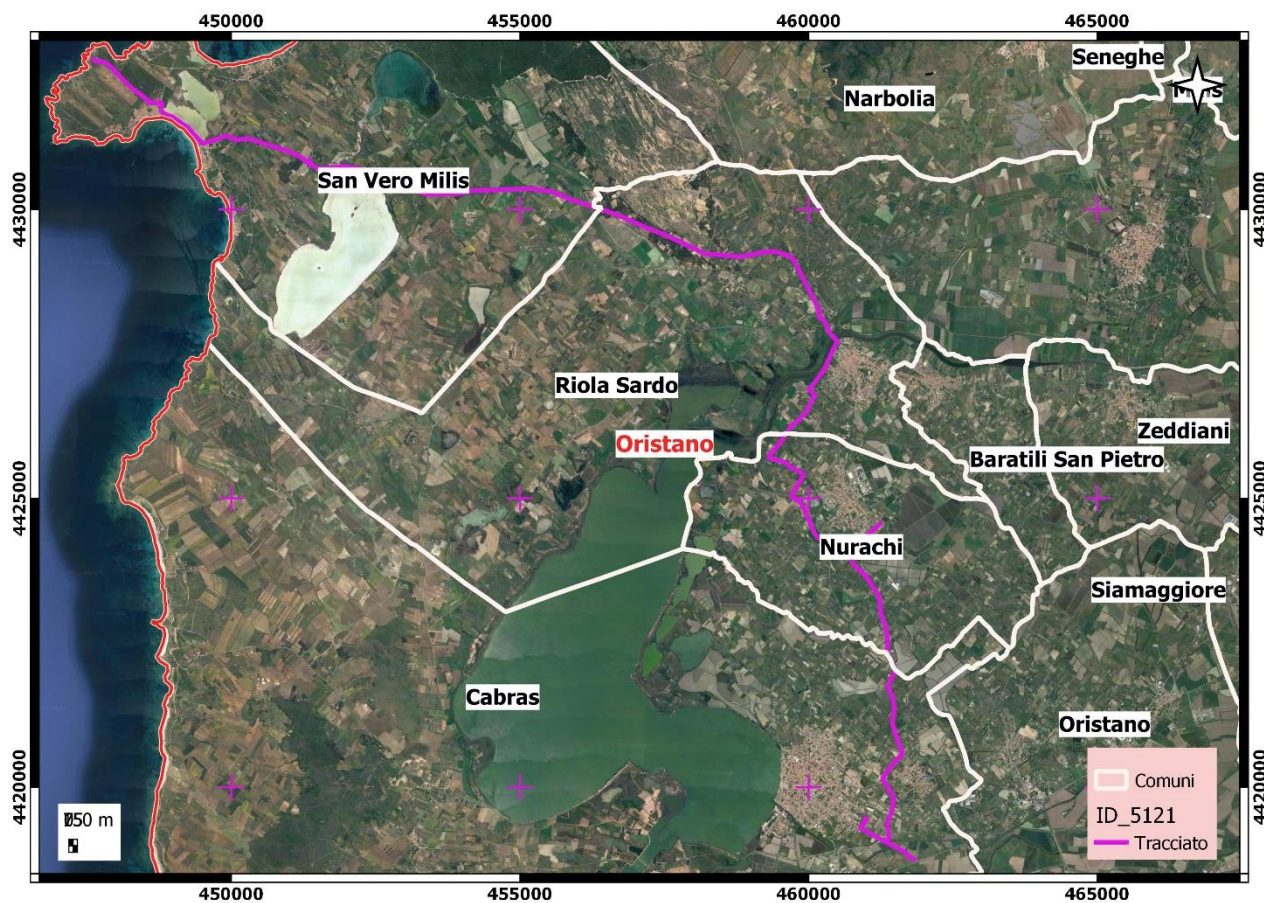 450000
455000
460000
465000
Seneghe
Narbolia
San Vero Milis
4430000
4430000
Riola Sardo
Oristano
Zeddiani
Baratili San Pietro
4425000
4425000
Nurachi
Siamaggiore
Cabras
Oristano
4420000
4420000
Comuni
ID_5121
Tracciato
450000
455000
460000
465000